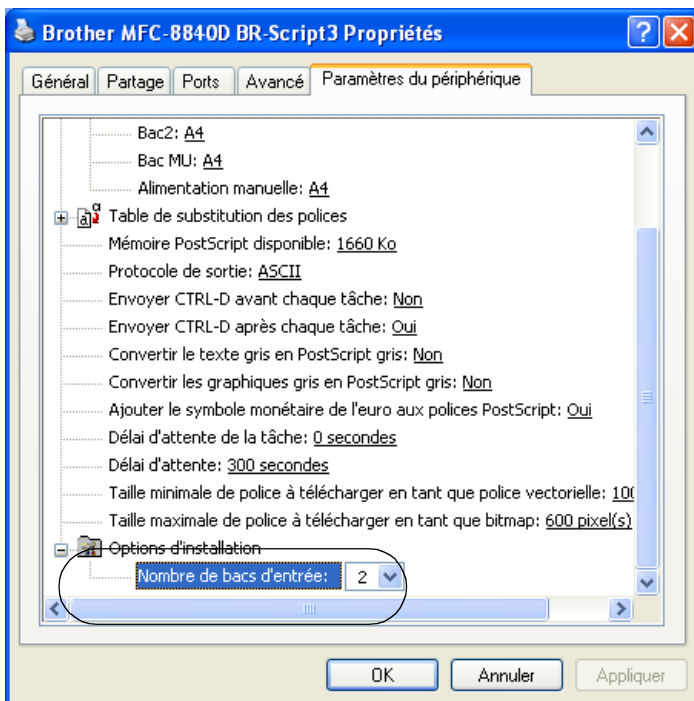 Brother MFC-8840D BR-Script3 Propriétés
Général Partage Ports Avancé Paramètres du périphérique
Bac2: A4
Bac MU: A4
Alimentation manuelle: A4
Table de substitution des polices
Mémoire PostScript disponible: 1660 Ko
Protocole de sortie: ASCII
Envoyer CTRL-D avant chaque tâche: Non
Envoyer CTRL-D après chaque tâche: Oui
Convertir le texte gris en PostScript gris: Non
Convertir les graphiques gris en PostScript gris: Non
Ajouter le symbole monétaire de l'euro aux polices PostScript: Oui
Délai d'attente de la tâche: 0 secondes
Délai d'attente: 300 secondes
Taille minimale de police à télécharger en tant que police vectorielle:
Taille maximale de police à télécharger en tant que bitmap: 600 pixel(s)
Options d'installation
Nombre de bacs d'entrée: 2
OK Annuler Appliquer